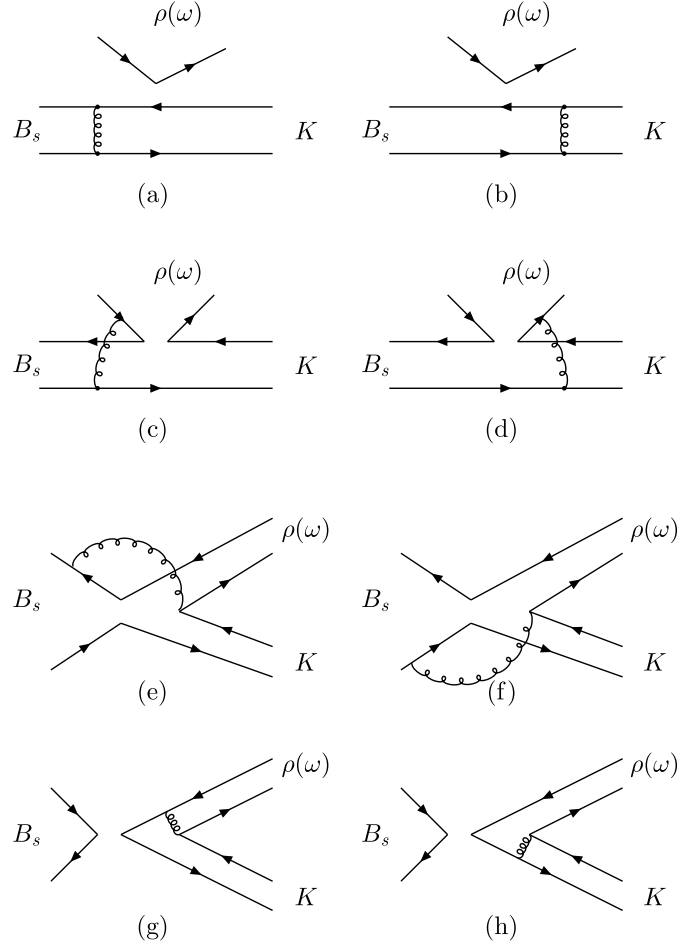 ρ(ω) ρ(ω)
B_s K B_s K
(a) (b)
ρ(ω) ρ(ω)
B_s K B_s K
(c) (d)
ρ(ω) ρ(ω)
B_s B_s
K K
(e) (f)
ρ(ω) ρ(ω)
B_s B_s
K K
(g) (h)